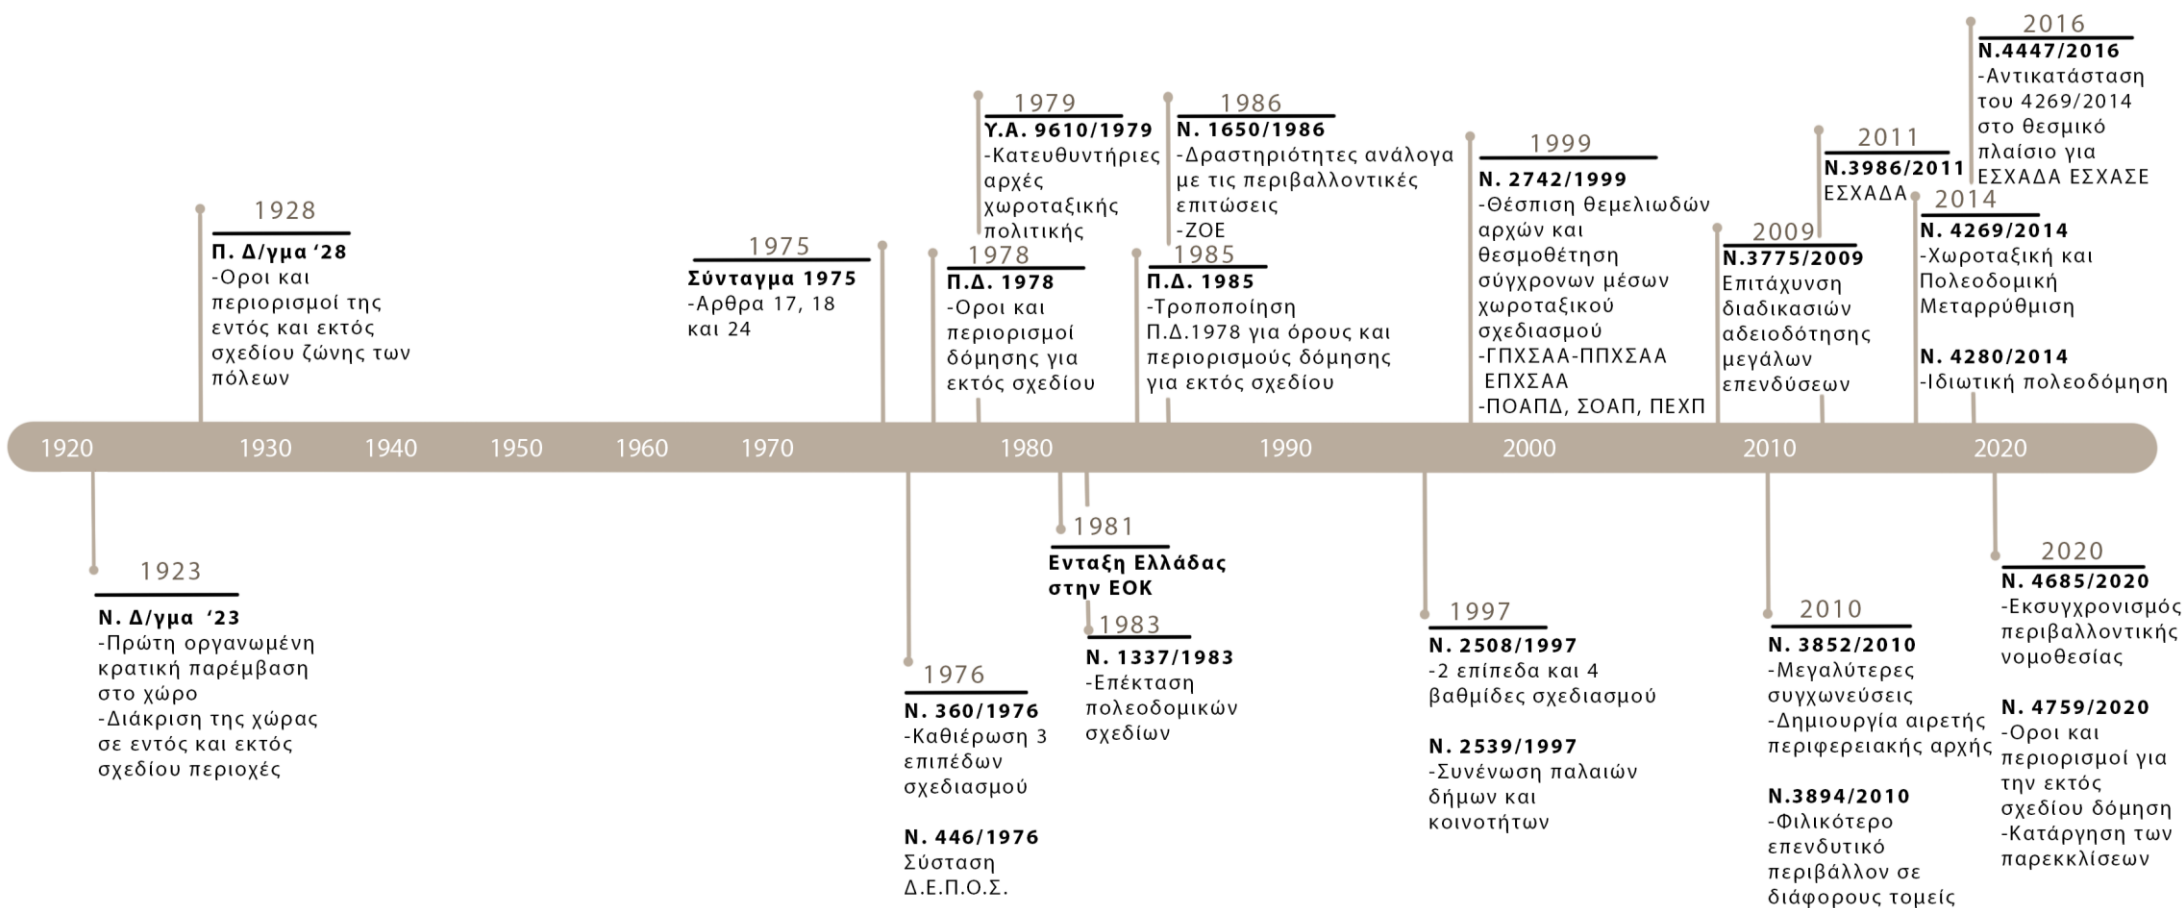 1928
Π. Δ/γμα ‘28
-Οροι και
περιορισμοί της
εντός και εκτός
σχεδίου ζώνης των
πόλεων
1975
Σύνταγμα 1975
-Αρθρα 17, 18
και 24
1979
Υ.Α. 9610/1979
-Κατευθυντήριες
αρχές
χωροταξικής
πολιτικής
1978
Π.Δ. 1978
-Οροι και
περιορισμοί
δόμησης για
εκτός σχεδίου
1986
Ν. 1650/1986
-Δραστηριότητες ανάλογα
με τις περιβαλλοντικές
επιτώσεις
-ΖΟΕ
1985
Π.Δ. 1985
-Τροποποίηση
Π.Δ.1978 για όρους και
περιορισμούς δόμησης
για εκτός σχεδίου
1999
Ν. 2742/1999
-Θέσπιση θεμελιωδών
αρχών και
θεσμοθέτηση
σύγχρονων μέσων
χωροταξικού
σχεδιασμού
-ΓΠΧΣΑΑ-ΠΠΧΣΑΑ
ΕΠΧΣΑΑ
-ΠΟΑΠΔ, ΣΟΑΠ, ΠΕΧΠ
2011
Ν.3986/2011
ΕΣΧΑΔΑ
2009
Ν.3775/2009
Επιτάχυνση
διαδικασιών
αδειοδότησης
μεγάλων
επενδύσεων
2016
Ν.4447/2016
-Αντικατάσταση
του 4269/2014
στο θεσμικό
πλαίσιο για
ΕΣΧΑΔΑ ΕΣΧΑΣΕ
2014
Ν. 4269/2014
-Χωροταξική και
Πολεοδομική
Μεταρρύθμιση
Ν. 4280/2014
-Ιδιωτική πολεοδόμηση
1920 1930 1940 1950 1960 1970 1980 1990 2000 2010 2020
1923
Ν. Δ/γμα ‘23
-Πρώτη οργανωμένη
κρατική παρέμβαση
στο χώρο
-Διάκριση της χώρας
σε εντός και εκτός
σχεδίου περιοχές
1976
Ν. 360/1976
-Καθιέρωση 3
επιπέδων
σχεδιασμού
Ν. 446/1976
Σύσταση
Δ.Ε.Π.Ο.Σ.
1981
Ενταξη Ελλάδας
στην ΕΟΚ
1983
Ν. 1337/1983
-Επέκταση
πολεοδομικών
σχεδίων
1997
Ν. 2508/1997
-2 επίπεδα και 4
βαθμίδες σχεδιασμού
Ν. 2539/1997
-Συνένωση παλαιών
δήμων και
κοινοτήτων
2010
Ν. 3852/2010
-Μεγαλύτερες
συγχωνεύσεις
-Δημιουργία αιρετής
περιφερειακής αρχής
Ν.3894/2010
-Φιλικότερο
επενδυτικό
περιβάλλον σε
διάφορους τομείς
2020
Ν. 4685/2020
-Εκσυγχρονισμός
περιβαλλοντικής
νομοθεσίας
Ν. 4759/2020
-Οροι και
περιορισμοί για
την εκτός
σχεδίου δόμηση
-Κατάργηση των
παρεκκλίσεων